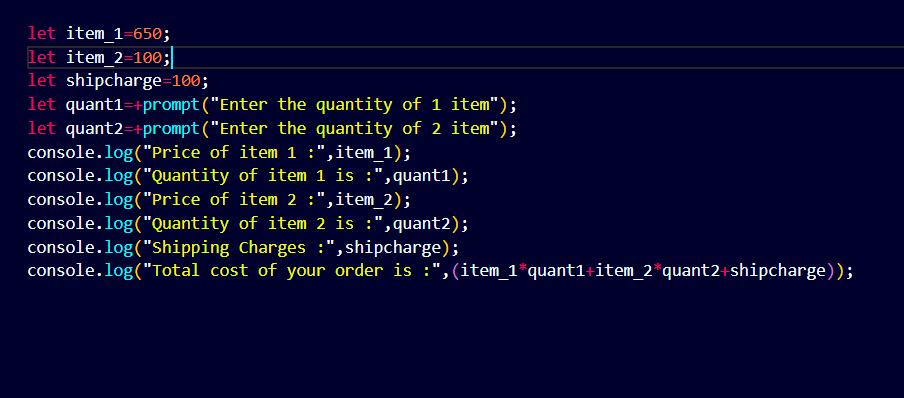 let item_1=650;
let item_2=100;
let shipcharge=100;
let quant1=+prompt("Enter the quantity of 1 item");
let quant2=+prompt("Enter the quantity of 2 item");
console.log("Price of item 1 :",item_1);
console.log("Quantity of item 1 is :",quant1);
console.log("Price of item 2 :",item_2);
console.log("Quantity of item 2 is :",quant2);
console.log("Shipping Charges :",shipcharge);
console.log("Total cost of your order is :",(item_1*quant1+item_2*quant2+shipcharge));